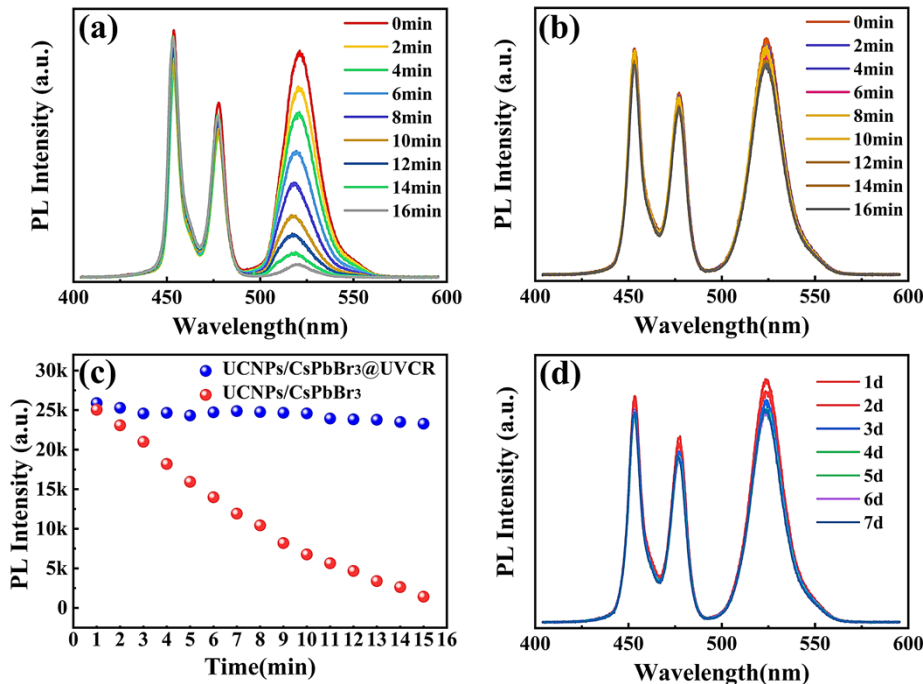 (a)
0min
2min
4min
6min
8min
10min
12min
14min
16min
PL Intensity (a.u.)
400 450 500 550 600
Wavelength(nm)
(b)
0min
2min
4min
6min
8min
10min
12min
14min
16min
PL Intensity (a.u.)
400 450 500 550 600
Wavelength(nm)
(c)
UCNPs/CsPbBr₃@UVCR
UCNPs/CsPbBr₃
PL Intensity (a.u.)
30k
25k
20k
15k
10k
5k
0
0 1 2 3 4 5 6 7 8 9 10 11 12 13 14 15 16
Time(min)
(d)
1d
2d
3d
4d
5d
6d
7d
PL Intensity (a.u.)
400 450 500 550 600
Wavelength(nm)